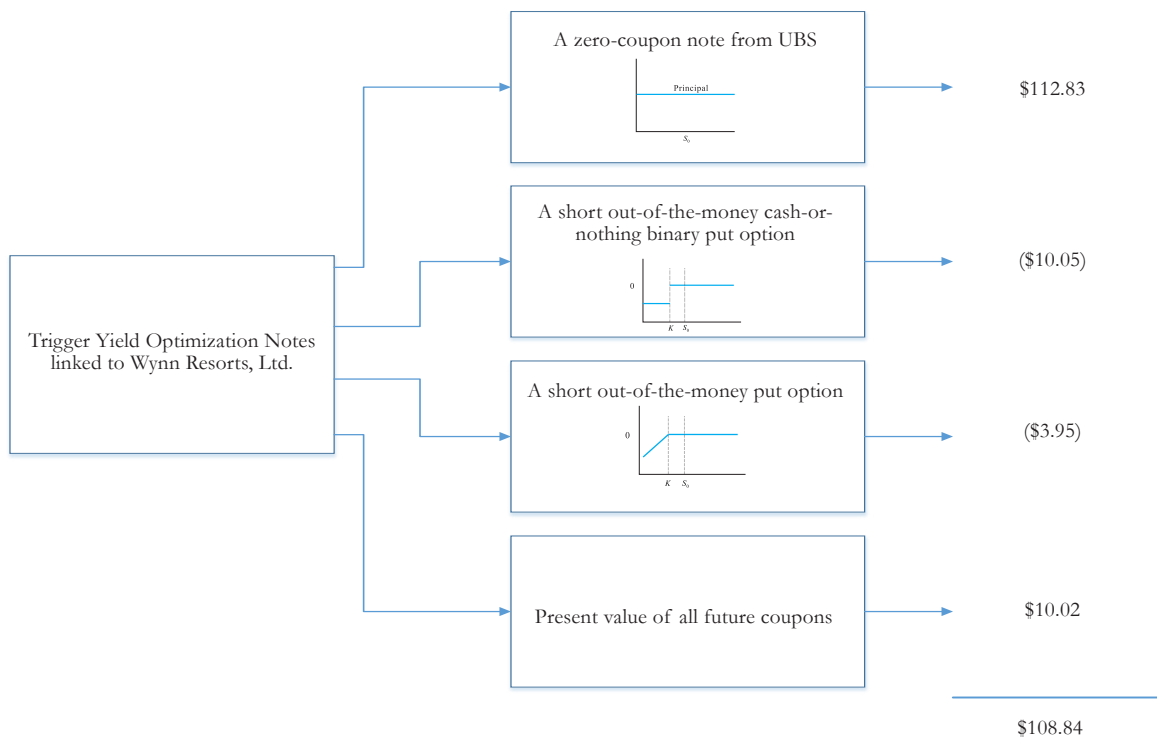 A zero-coupon note from UBS
Principal
S₀
$112.83
A short out-of-the-money cash-or-
nothing binary put option
0
K S₀
($10.05)
Trigger Yield Optimization Notes
linked to Wynn Resorts, Ltd.
A short out-of-the-money put option
0
K S₀
($3.95)
Present value of all future coupons
$10.02
$108.84